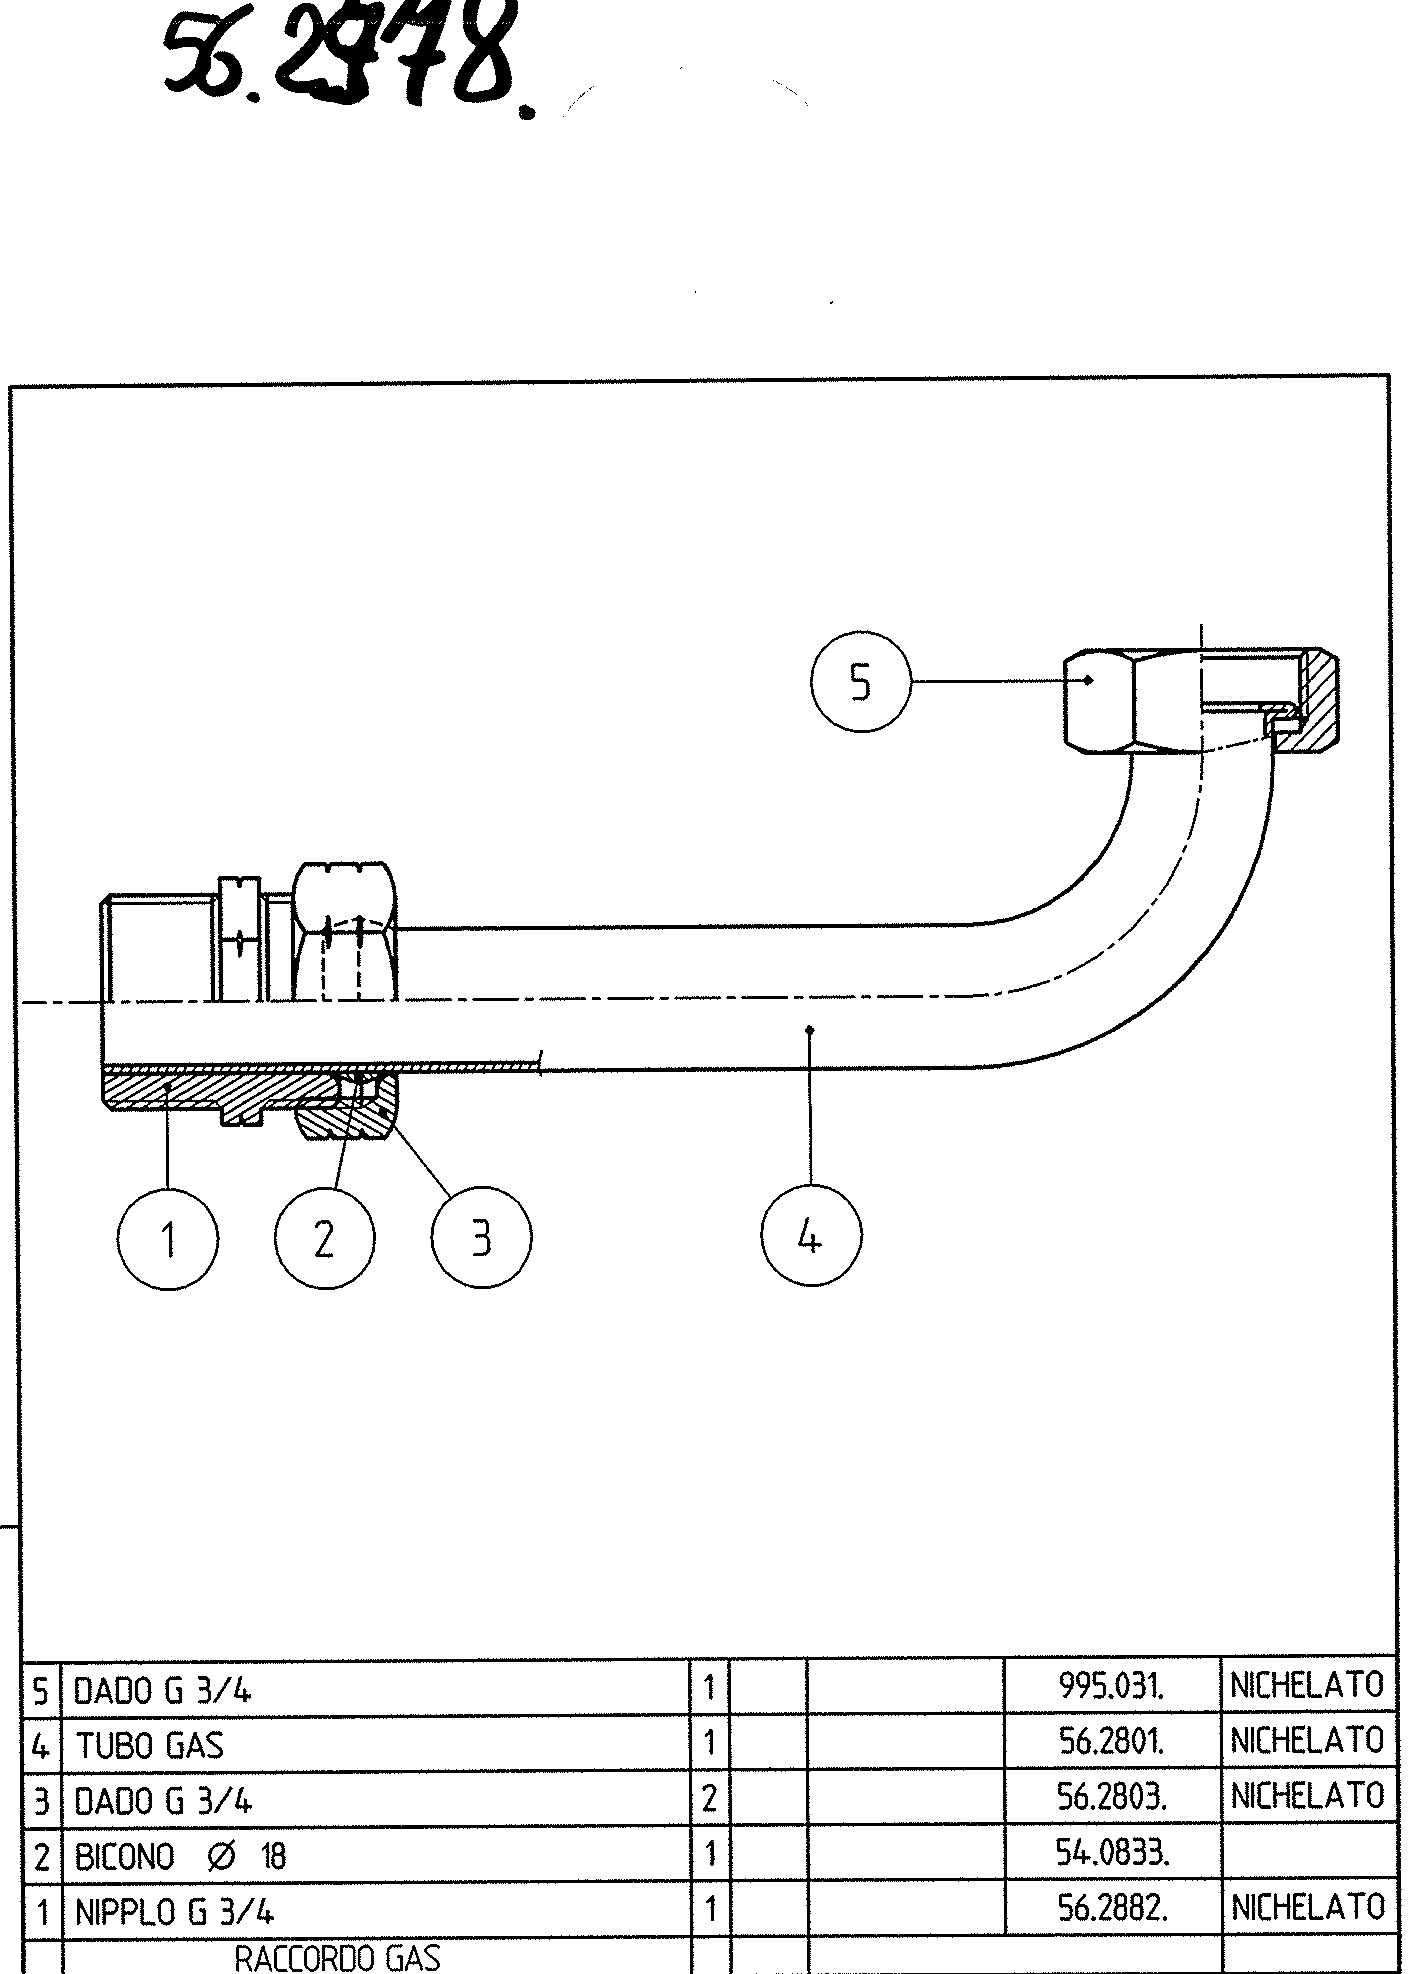 56.2978.
5
1
2
3
4
5 DADO G 3/4 1 995.031. NICHELATO
4 TUBO GAS 1 56.2801. NICHELATO
3 DADO G 3/4 2 56.2803. NICHELATO
2 BICONO Ø 18 1 54.0833.
1 NIPPLO G 3/4 1 56.2882. NICHELATO
RACCORDO GAS